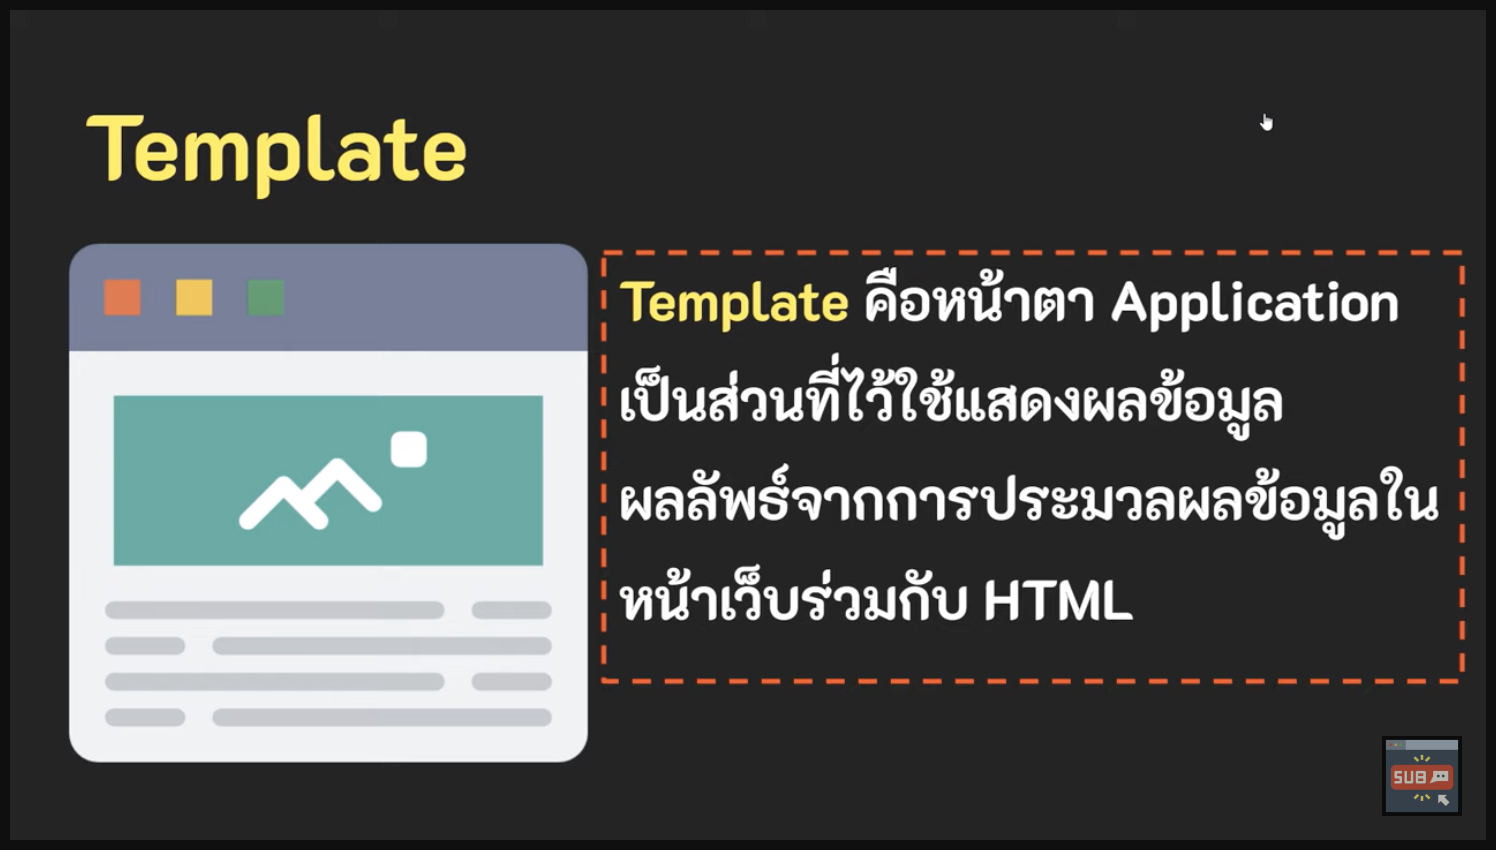 Template
Template คือหน้าตา Application
เป็นส่วนที่ไว้ใช้แสดงผลข้อมูล
ผลลัพธ์จากการประมวลผลข้อมูลใน
หน้าเว็บร่วมกับ HTML
SUB